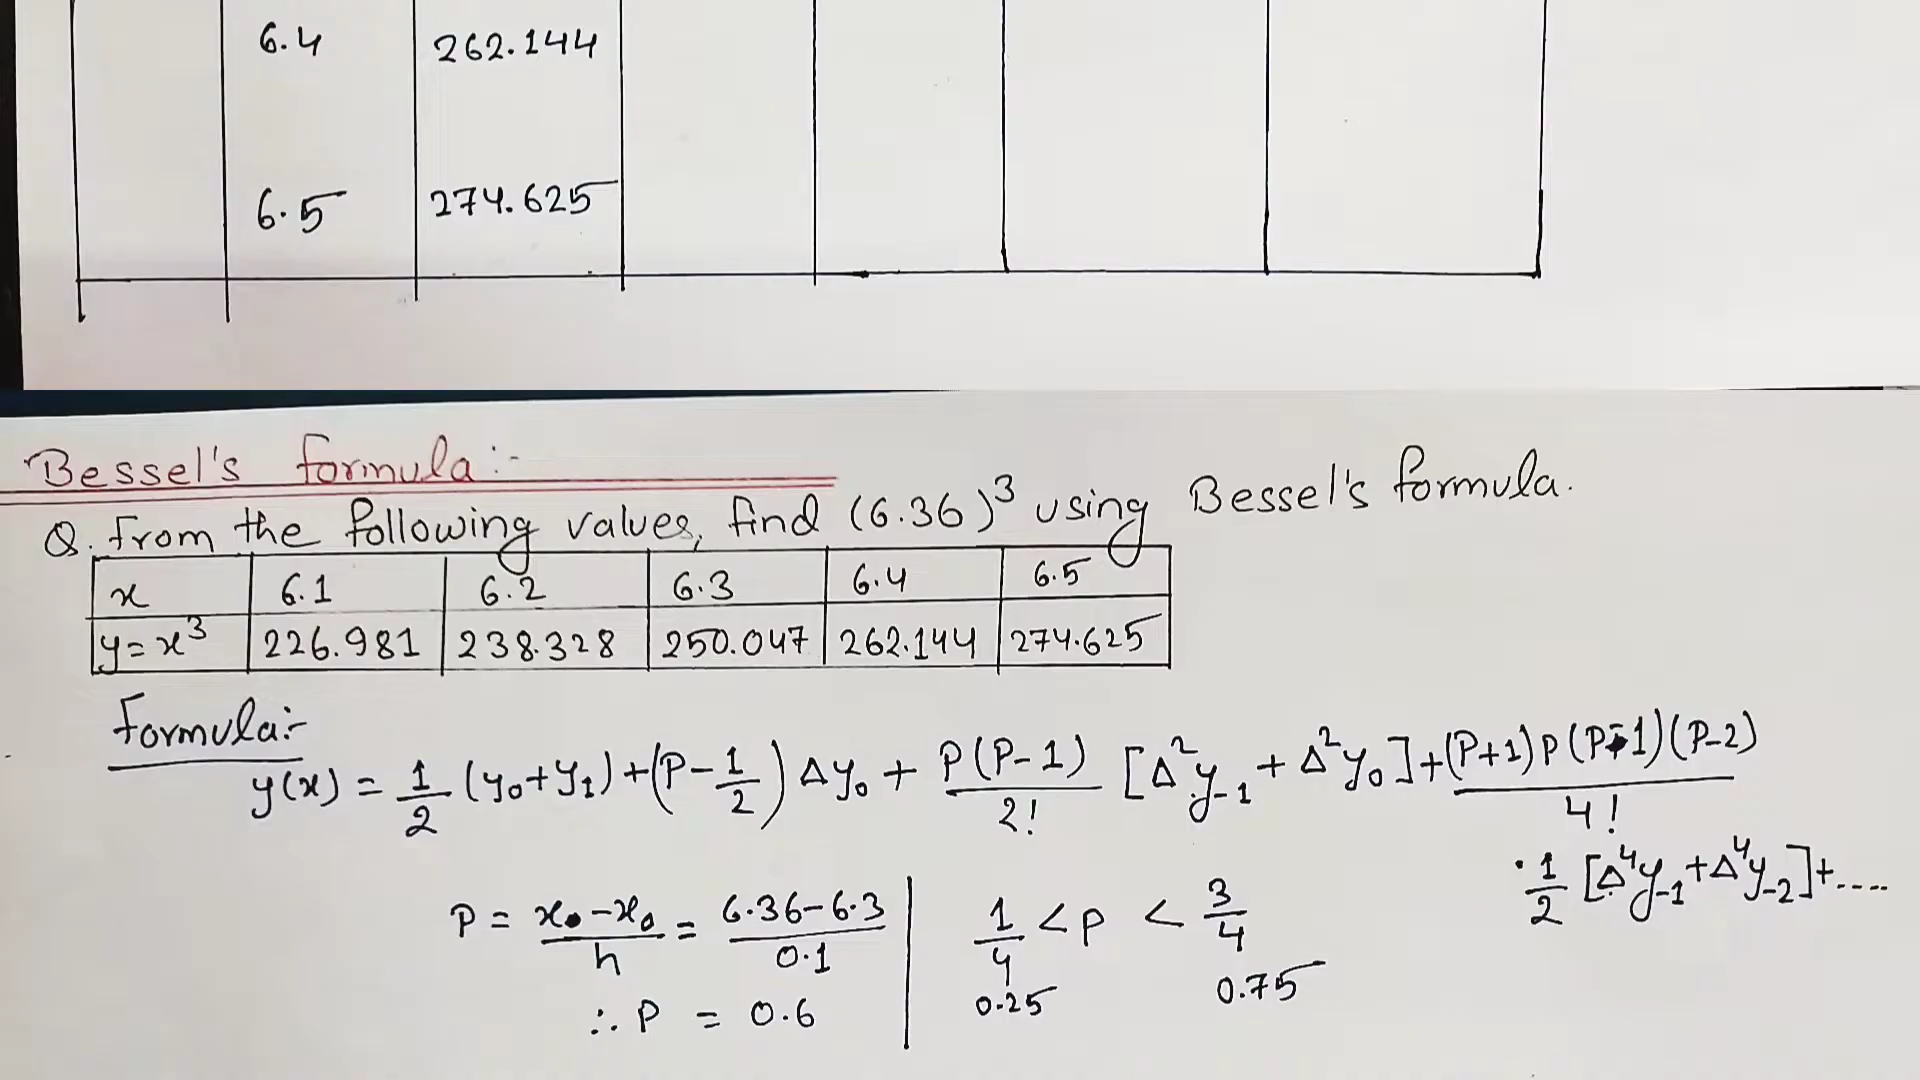 6.4 262.144
6.5 274.625
Bessel's formula:-
Q. From the following values, find (6.36)³ using Bessel's formula.
x 6.1 6.2 6.3 6.4 6.5
y=x³ 226.981 238.328 250.047 262.144 274.625
Formula:-
y(x) = 1/2 (y₀+y₁) + (P-1/2) Δy₀ + P(P-1)/2! [Δ²y₋₁ + Δ²y₀] + (P+1)P(P-1)(P-2)/4!
· 1/2 [Δ⁴y₋₁+Δ⁴y₋₂]+....
P = x-x₀/h = 6.36-6.3/0.1 1/4 < P < 3/4
0.25 0.75
∴ P = 0.6